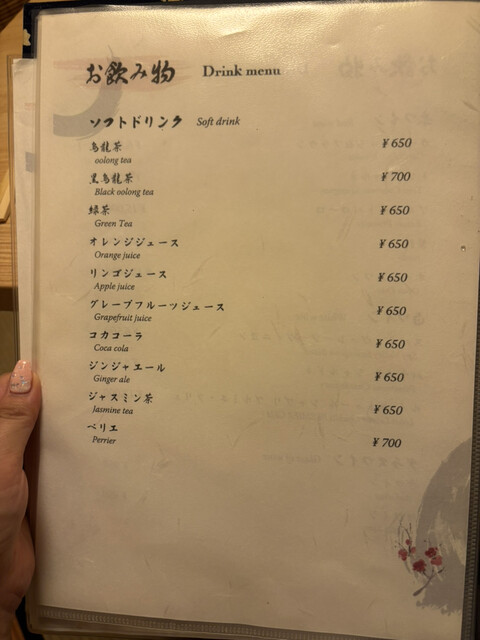 お飲み物 Drink menu
ソフトドリンク Soft drink
烏龍茶 ¥650
oolong tea
黒烏龍茶 ¥700
Black oolong tea
緑茶 ¥650
Green Tea
オレンジジュース ¥650
Orange juice
リンゴジュース ¥650
Apple juice
グレープフルーツジュース ¥650
Grapefruit juice
コカコーラ ¥650
Coca cola
ジンジャエール ¥650
Ginger ale
ジャスミン茶 ¥650
Jasmine tea
ペリエ ¥700
Perrier